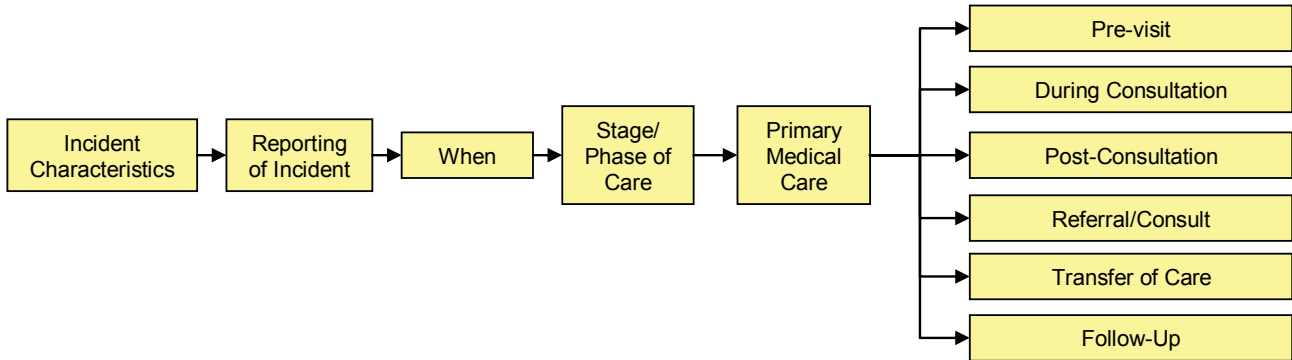 Incident
Characteristics
Reporting
of Incident
When
Stage/
Phase of
Care
Primary
Medical
Care
Pre-visit
During Consultation
Post-Consultation
Referral/Consult
Transfer of Care
Follow-Up